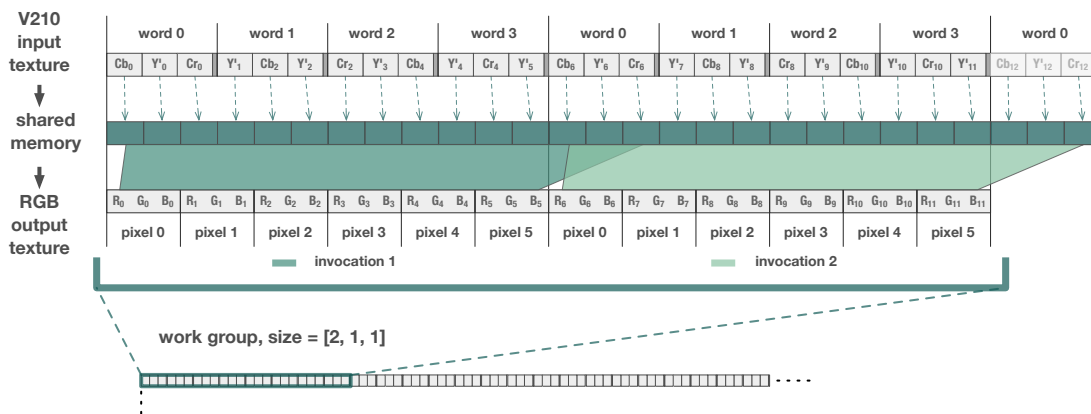 V210
input
texture
word 0 word 1 word 2 word 3 word 0 word 1 word 2 word 3 word 0
Cb₀ Y'₀ Cr₀ Y'₁ Cb₂ Y'₂ Cr₂ Y'₃ Cb₄ Y'₄ Cr₄ Y'₅ Cb₆ Y'₆ Cr₆ Y'₇ Cb₈ Y'₈ Cr₈ Y'₉ Cb₁₀ Y'₁₀ Cr₁₀ Y'₁₁ Cb₁₂ Y'₁₂ Cr₁₂
shared
memory
RGB
output
texture
R₀ G₀ B₀ R₁ G₁ B₁ R₂ G₂ B₂ R₃ G₃ B₃ R₄ G₄ B₄ R₅ G₅ B₅ R₆ G₆ B₆ R₇ G₇ B₇ R₈ G₈ B₈ R₉ G₉ B₉ R₁₀ G₁₀ B₁₀ R₁₁ G₁₁ B₁₁
pixel 0 pixel 1 pixel 2 pixel 3 pixel 4 pixel 5 pixel 0 pixel 1 pixel 2 pixel 3 pixel 4 pixel 5
invocation 1 invocation 2
work group, size = [2, 1, 1]